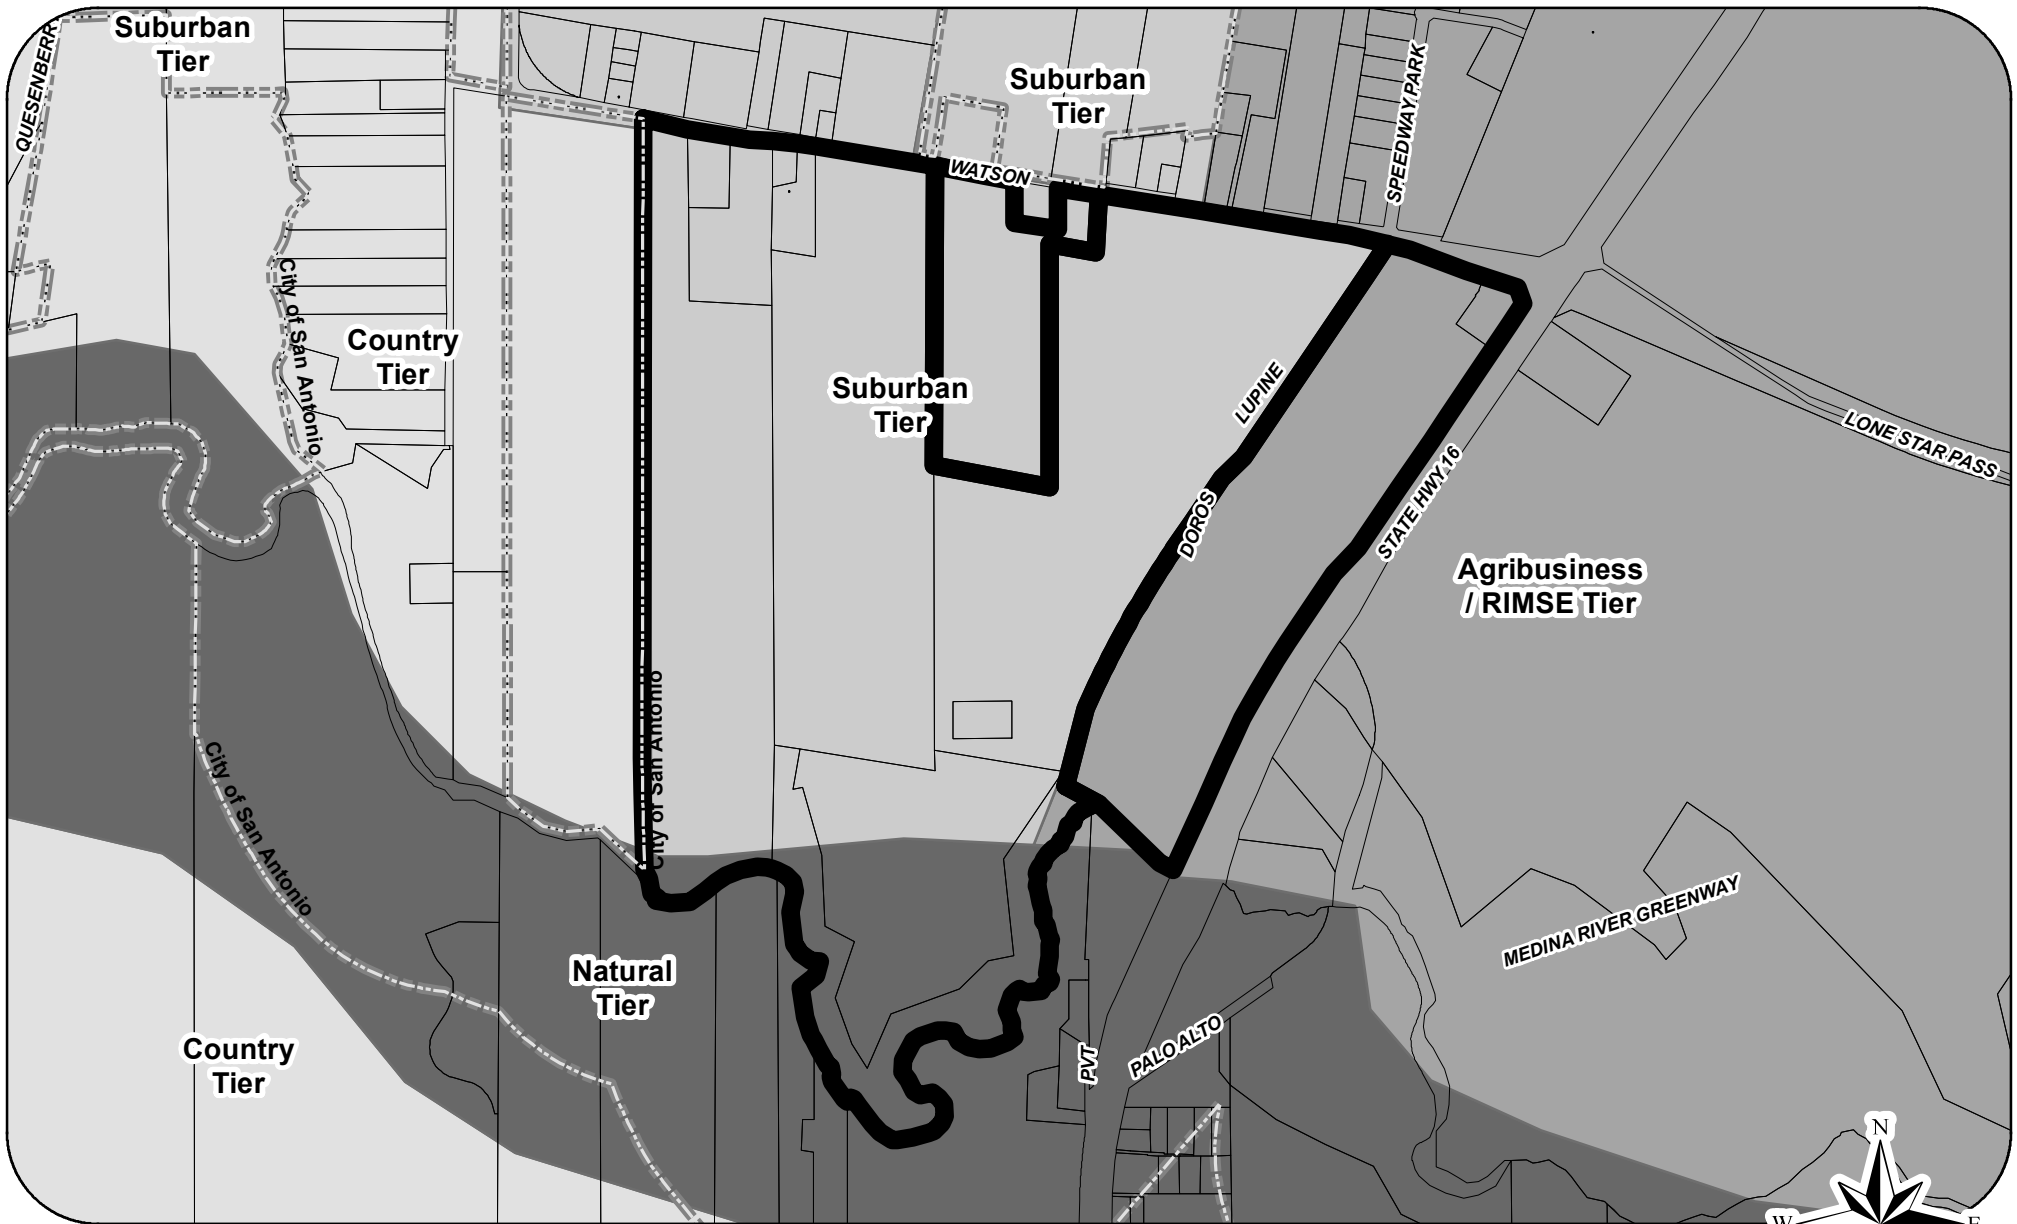 Suburban
Tier
QUESENBERR
Suburban
Tier
SPEEDWAY PARK
WATSON
City of San Antonio
Country
Tier
Suburban
Tier
LUPINE
LONE STAR PASS
STATE HWY 16
DOROS
Agribusiness
/ RIMSE Tier
City of San Antonio
City of San Antonio
MEDINA RIVER GREENWAY
Natural
Tier
Country
Tier
PVT
PALO ALTO
N
W
E